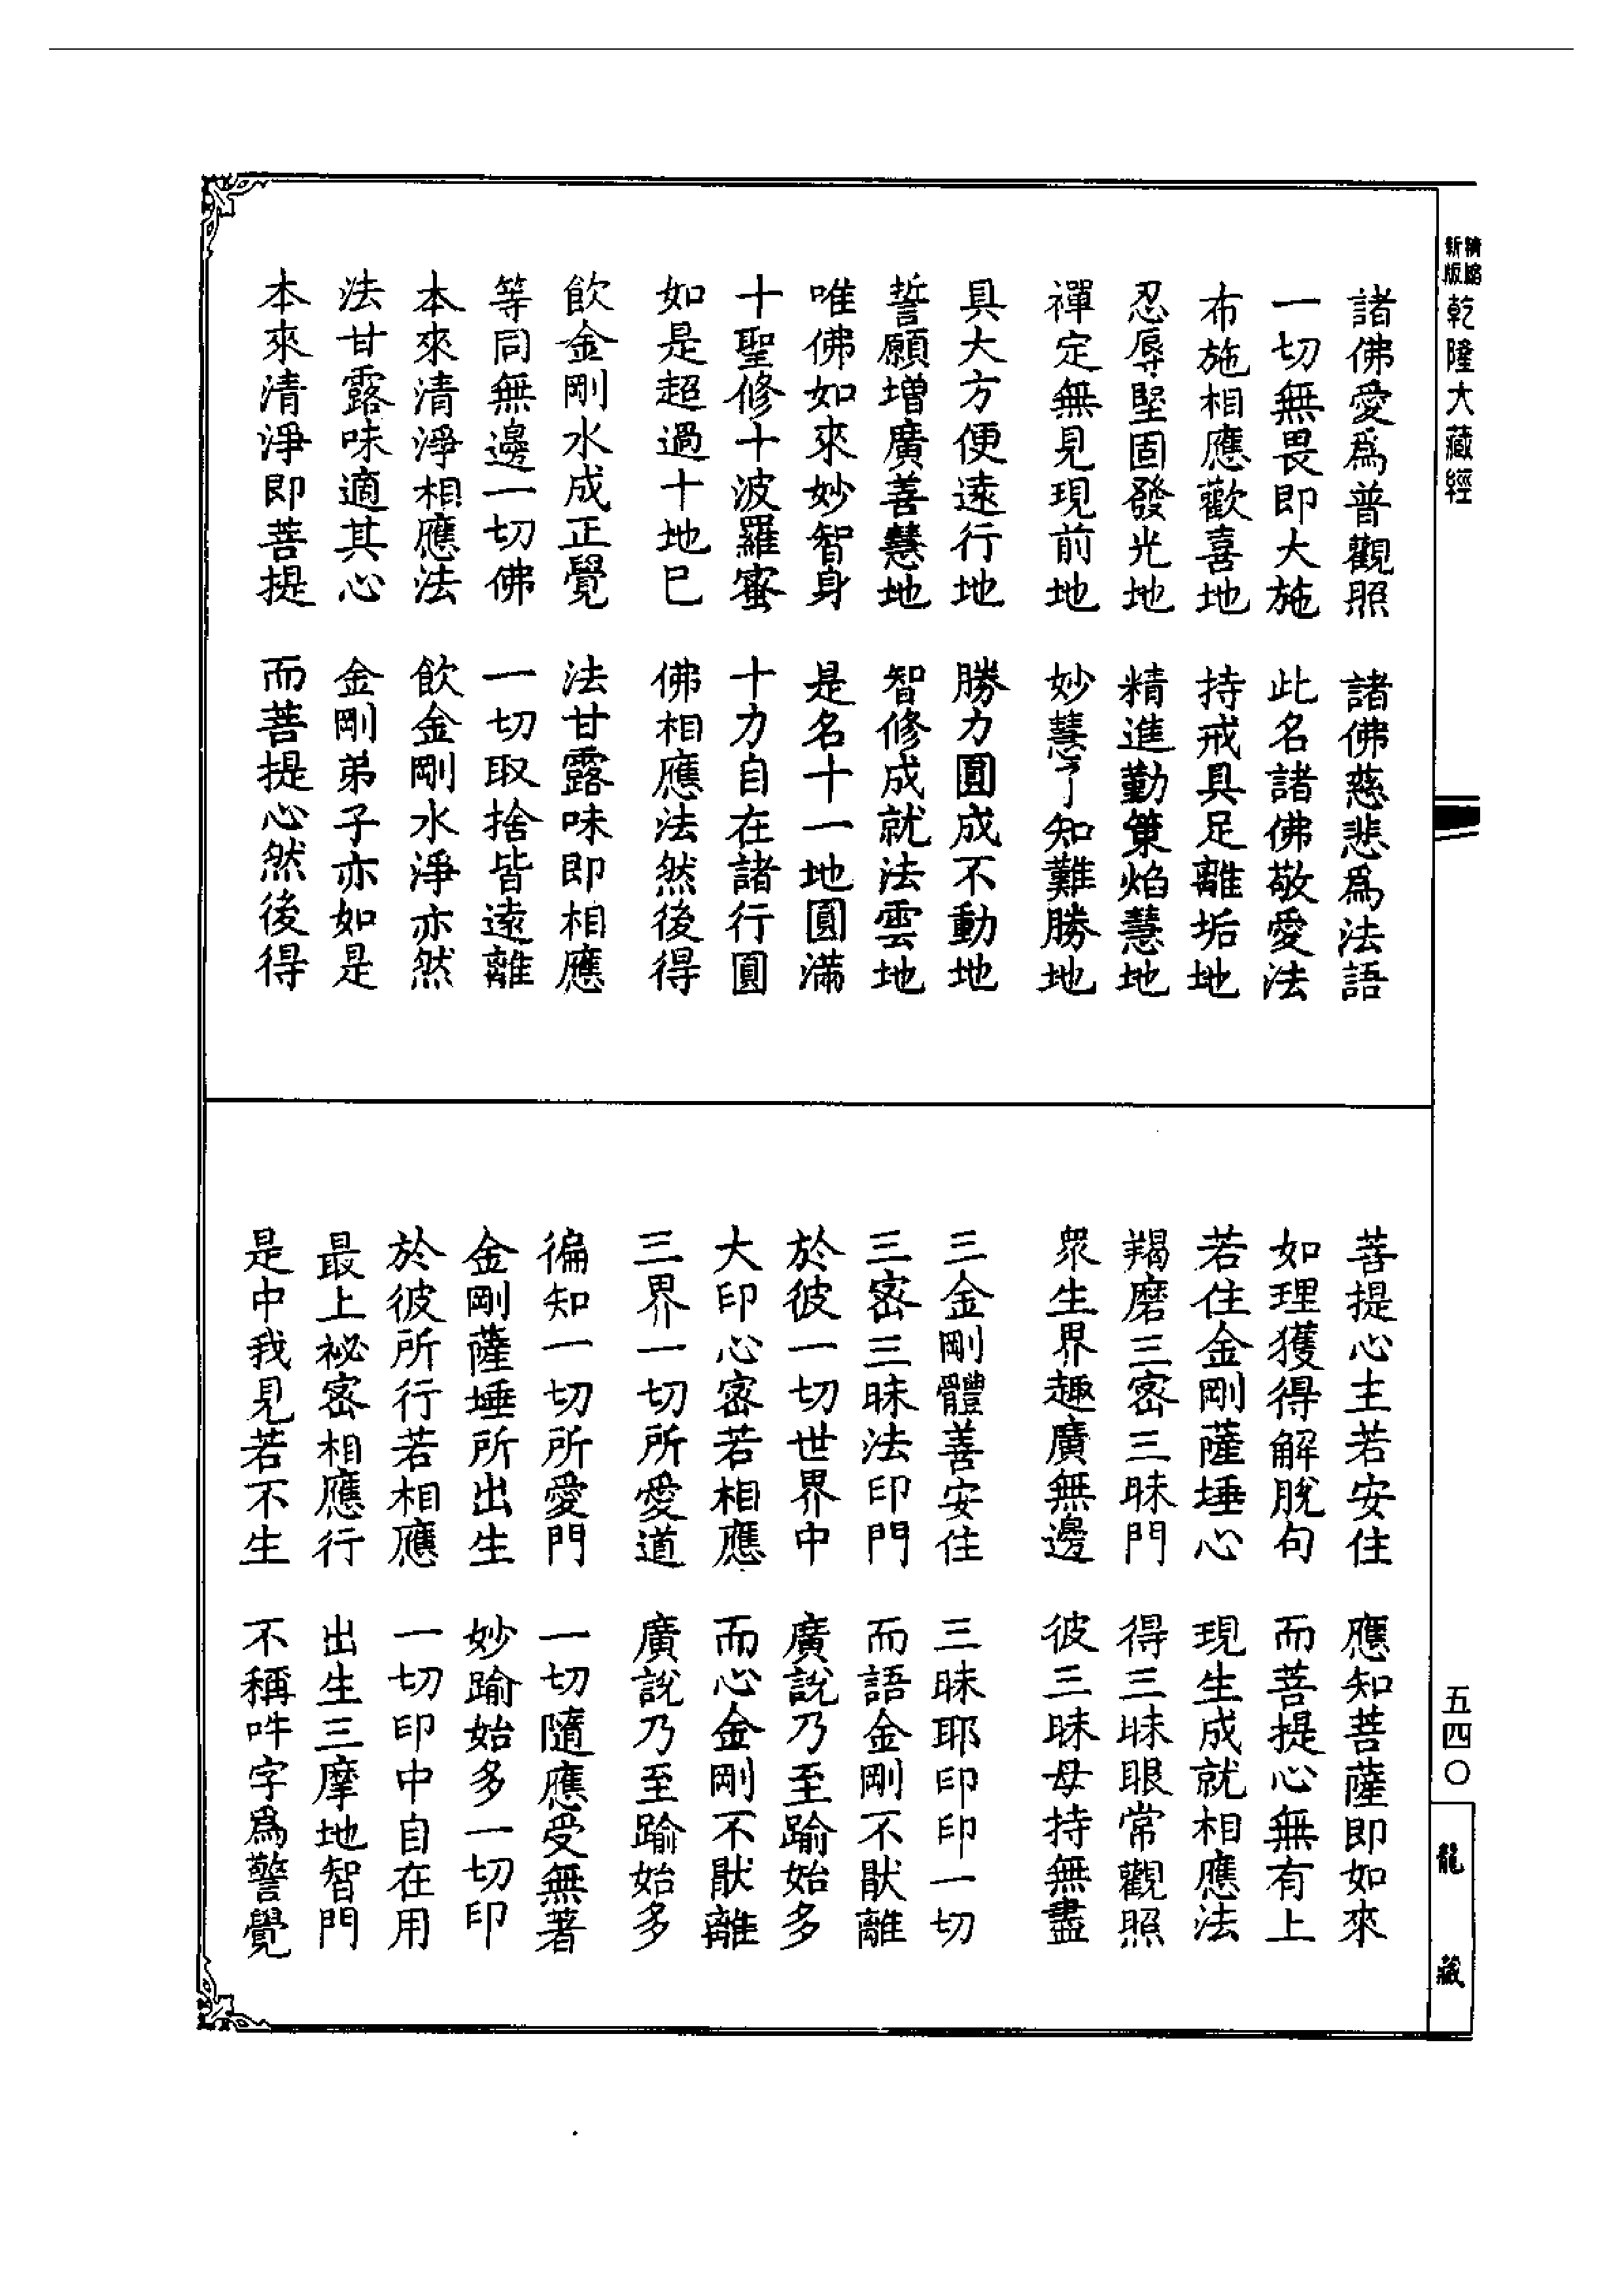 精縮
新版
乾隆大藏經
諸佛愛爲普觀照　諸佛慈悲爲法語
一切無畏即大施　此名諸佛敬愛法
布施相應歡喜地　持戒具足離垢地
忍辱堅固發光地　精進勤策焰慧地
禪定無見現前地　妙慧了知難勝地
具大方便遠行地　勝力圓成不動地
誓願增廣善慧地　智修成就法雲地
唯佛如來妙智身　是名十一地圓滿
十聖修十波羅蜜　十力自在諸行圓
如是超過十地巳　佛相應法然後得
飲金剛水成正覺　法甘露味即相應
等同無邊一切佛　一切取捨皆遠離
本來清淨相應法　飲金剛水淨亦然
法甘露味適其心　金剛弟子亦如是
本來清淨即菩提　而菩提心然後得
菩提心主若安住　應知菩薩即如來
如理獲得解脫句　而菩提心無有上
若住金剛薩埵心　現生成就相應法
羯磨三密三昧門　得三昧眼常觀照
眾生界趣廣無邊　彼三昧母持無盡
三金剛體善安住　三昧耶印印一切
三密三昧法印門　而語金剛不猒離
於彼一切世界中　廣說乃至踰始多
大印心密若相應　而心金剛不猒離
三界一切所愛道　廣說乃至踰始多
徧知一切所愛門　一切隨應受無著
金剛薩埵所出生　妙踰始多一切印
於彼所行若相應　一切印中自在用
最上祕密相應行　出生三摩地智門
是中我見若不生　不稱吽字爲警覺
五四〇
龍藏